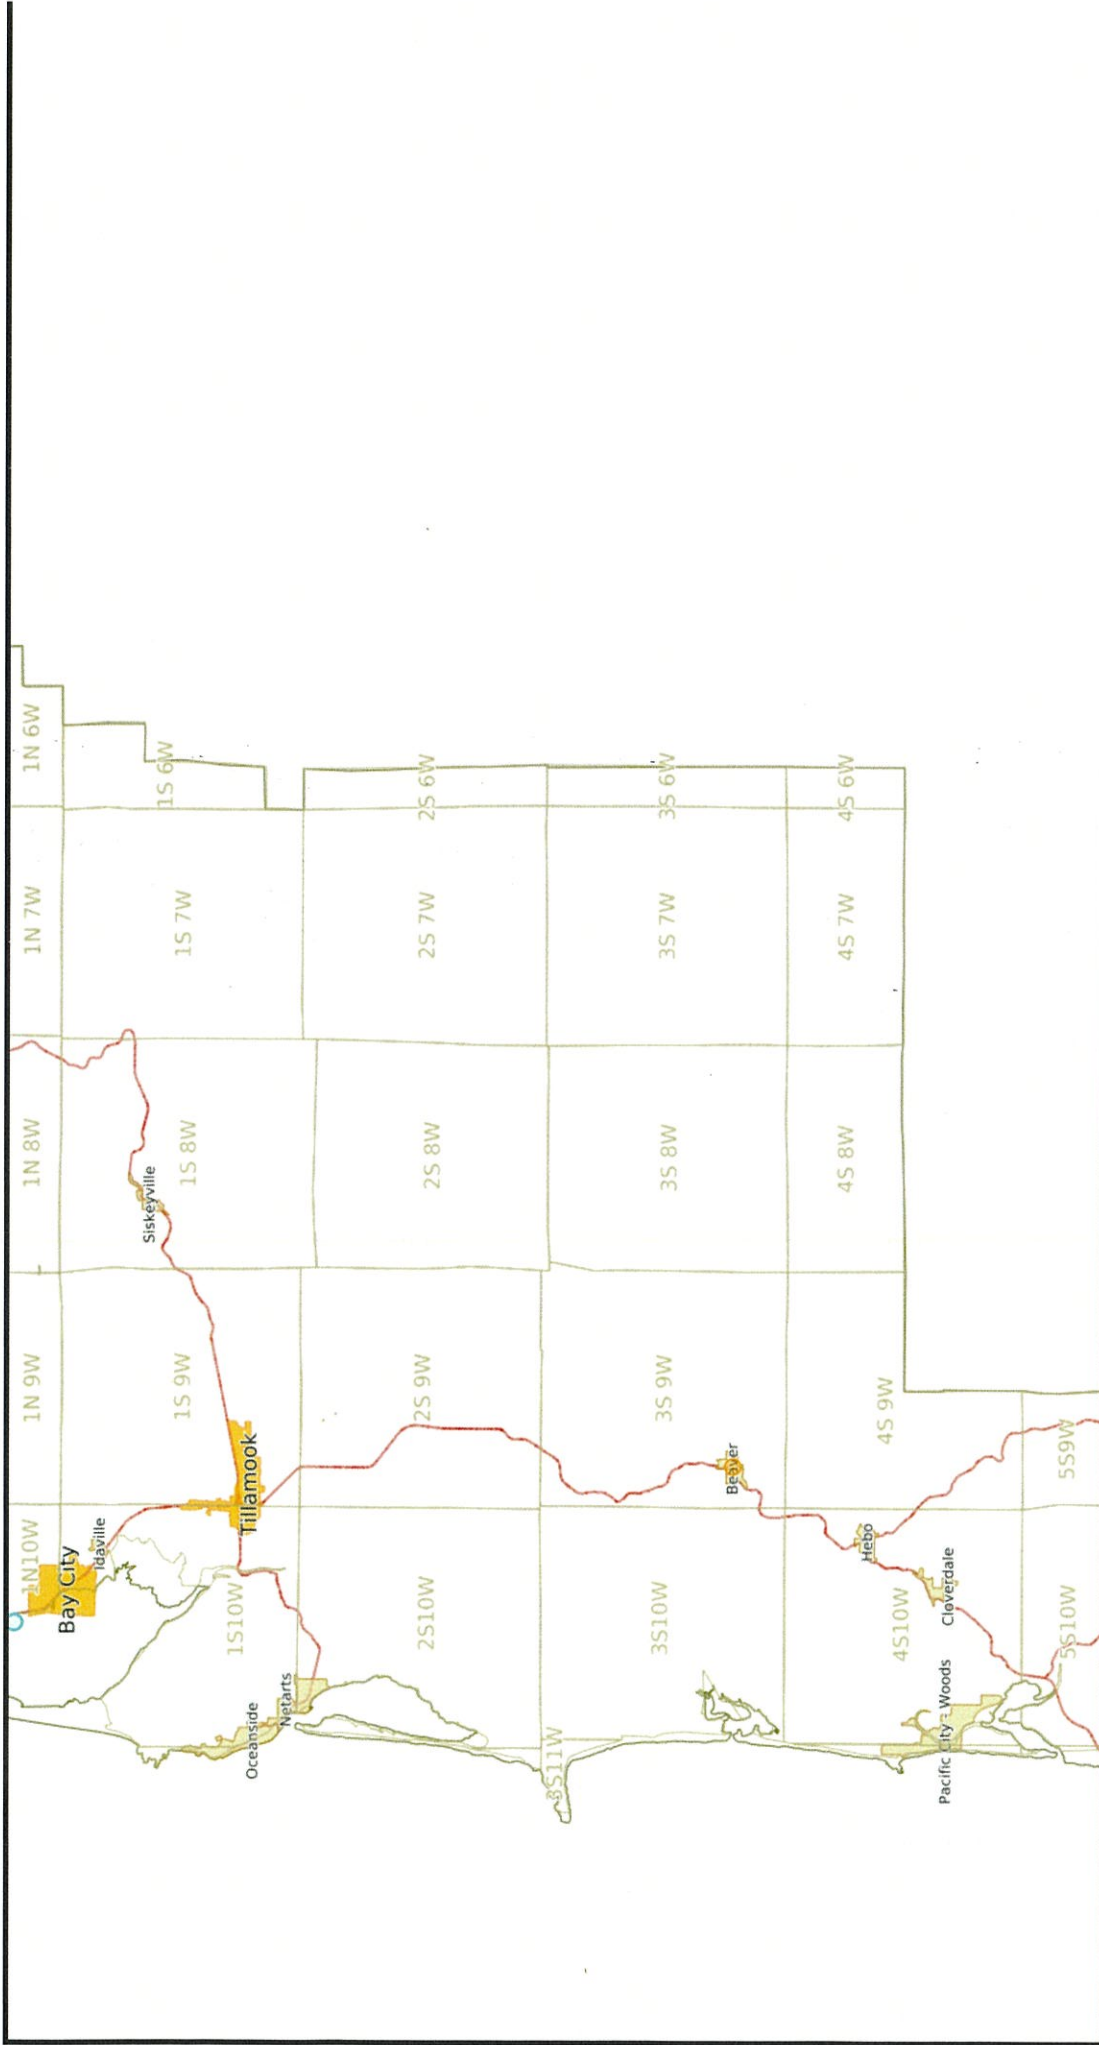 1N10W
1N 9W
1N 8W
1N 7W
1N 6W
Bay City
Idaville
Siskeyville
1S10W
1S 9W
1S 8W
1S 7W
1S 6W
Tillamook
Oceanside
Netarts
2S10W
2S 9W
2S 8W
2S 7W
2S 6W
3S11W
3S10W
3S 9W
3S 8W
3S 7W
3S 6W
Beaver
4S10W
4S 9W
4S 8W
4S 7W
4S 6W
Hebo
Cloverdale
Pacific City - Woods
5S10W
5S9W